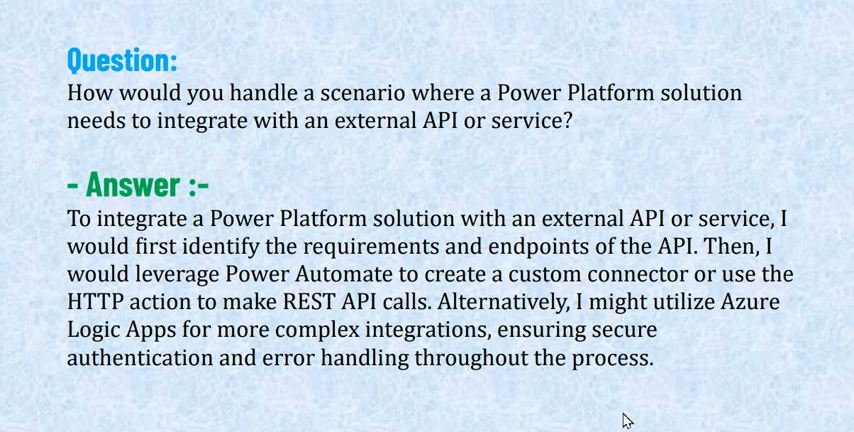 Question:
How would you handle a scenario where a Power Platform solution
needs to integrate with an external API or service?
- Answer :-
To integrate a Power Platform solution with an external API or service, I
would first identify the requirements and endpoints of the API. Then, I
would leverage Power Automate to create a custom connector or use the
HTTP action to make REST API calls. Alternatively, I might utilize Azure
Logic Apps for more complex integrations, ensuring secure
authentication and error handling throughout the process.